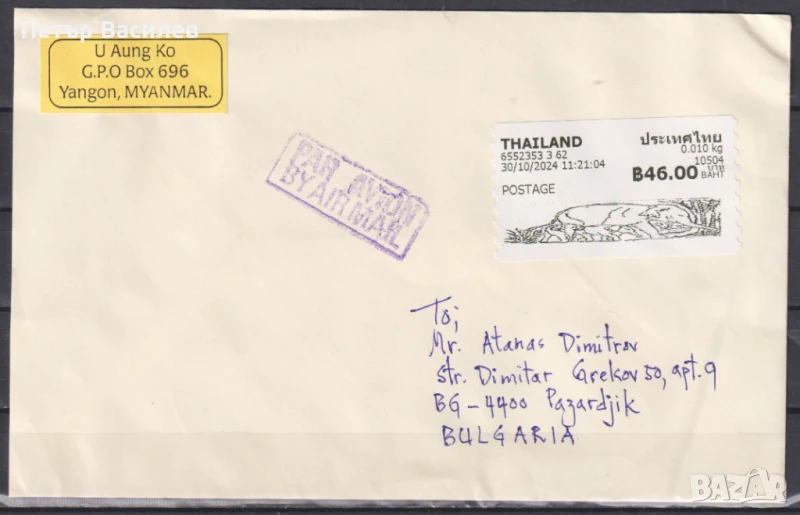 Петър Василев
U Aung Ko
G.P.O Box 696
Yangon, MYANMAR.
PAR AVION
BY AIR MAIL
THAILAND ประเทศไทย
6552353 3 62 0.010 kg
30/10/2024 11:21:04 10504
฿46.00 บาท BAHT
POSTAGE
To;
Mr. Atanas Dimitrov
str. Dimitar Grekov 50, apt. 9
BG-4400 Pazardjik
BULGARIA
BAZAR